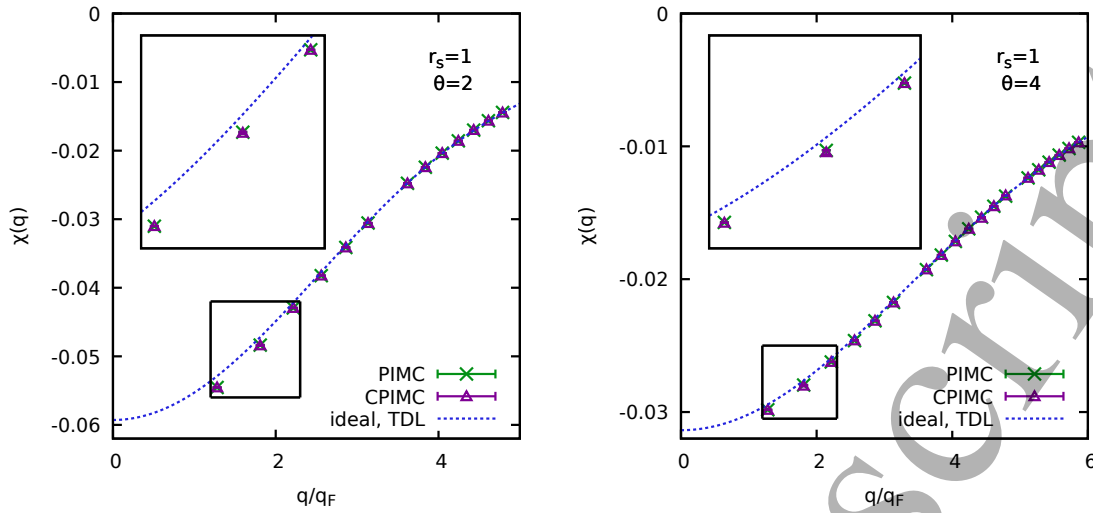 0
-0.01
-0.02
-0.03
-0.04
-0.05
-0.06
0
2
4
χ(q)
q/q_F
r_s=1
θ=2
PIMC
CPIMC
ideal, TDL
0
-0.01
-0.02
-0.03
0
2
4
6
χ(q)
q/q_F
r_s=1
θ=4
PIMC
CPIMC
ideal, TDL
scrip